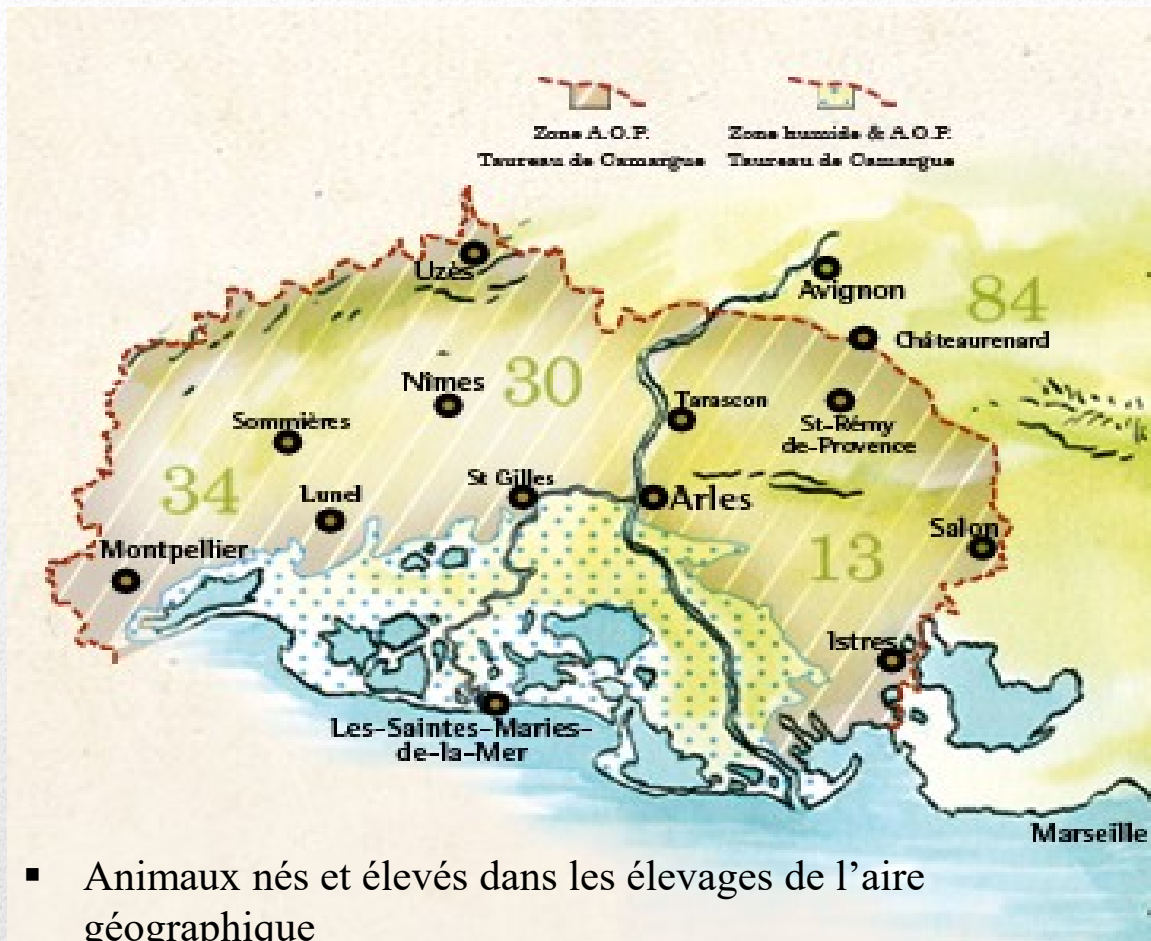 Zone A.O.P.
Taureau de Camargue
Zone humide & A.O.P.
Taureau de Camargue
Uzès
Avignon
84
Châteaurenard
Nîmes
30
Tarascon
Sommières
St-Rémy
de-Provence
34
Lunel
St Gilles
Arles
Salon
Montpellier
13
Istres
Les-Saintes-Maries-
de-la-Mer
Marseille
▪ Animaux nés et élevés dans les élevages de l’aire
géographique